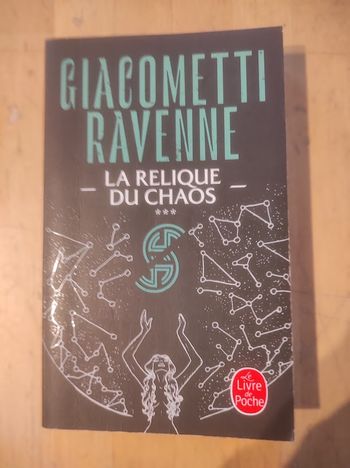 GIACOMETTI
RAVENNE
LA RELIQUE
DU CHAOS
***
Le
Livre
de
Poche